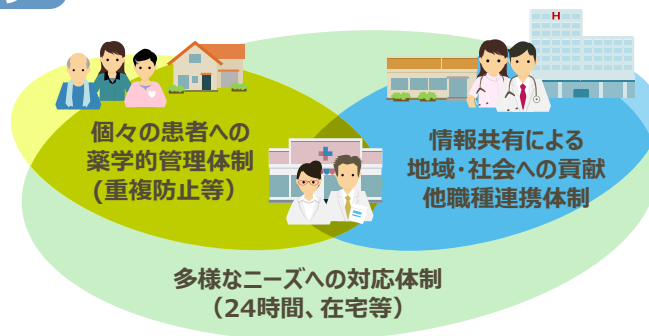 H
個々の患者への
薬学的管理体制
(重複防止等）
情報共有による
地域・社会への貢献
他職種連携体制
多様なニーズへの対応体制
（24時間、在宅等）